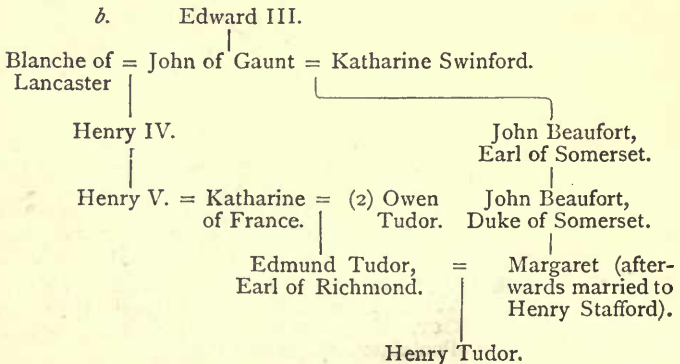 b. Edward III.
Blanche of = John of Gaunt = Katharine Swinford.
Lancaster
Henry IV. John Beaufort,
Earl of Somerset.
Henry V. = Katharine = (2) Owen John Beaufort,
of France. Tudor. Duke of Somerset.
Edmund Tudor, = Margaret (after-
Earl of Richmond. wards married to
Henry Stafford).
Henry Tudor.